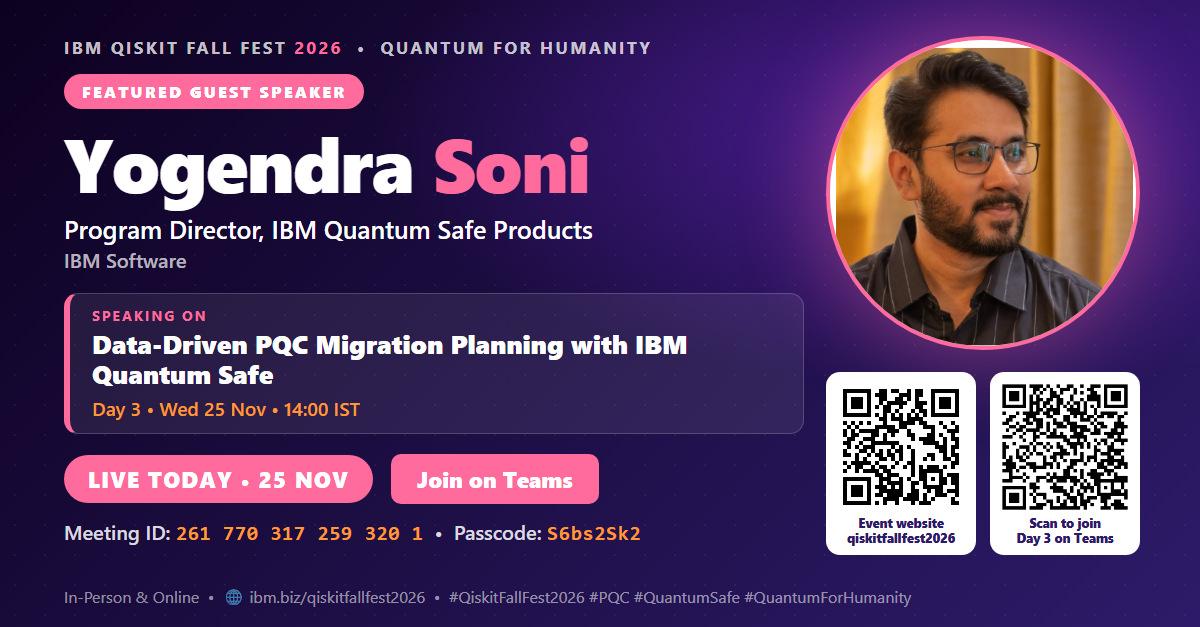 IBM QISKIT FALL FEST 2026 • QUANTUM FOR HUMANITY
FEATURED GUEST SPEAKER
Yogendra Soni
Program Director, IBM Quantum Safe Products
IBM Software
SPEAKING ON
Data-Driven PQC Migration Planning with IBM
Quantum Safe
Day 3 • Wed 25 Nov • 14:00 IST
LIVE TODAY • 25 NOV
Join on Teams
Meeting ID: 261 770 317 259 320 1 • Passcode: S6bs2Sk2
Event website
qiskitfallfest2026
Scan to join
Day 3 on Teams
In-Person & Online • 🌐 ibm.biz/qiskitfallfest2026 • #QiskitFallFest2026 #PQC #QuantumSafe #QuantumForHumanity